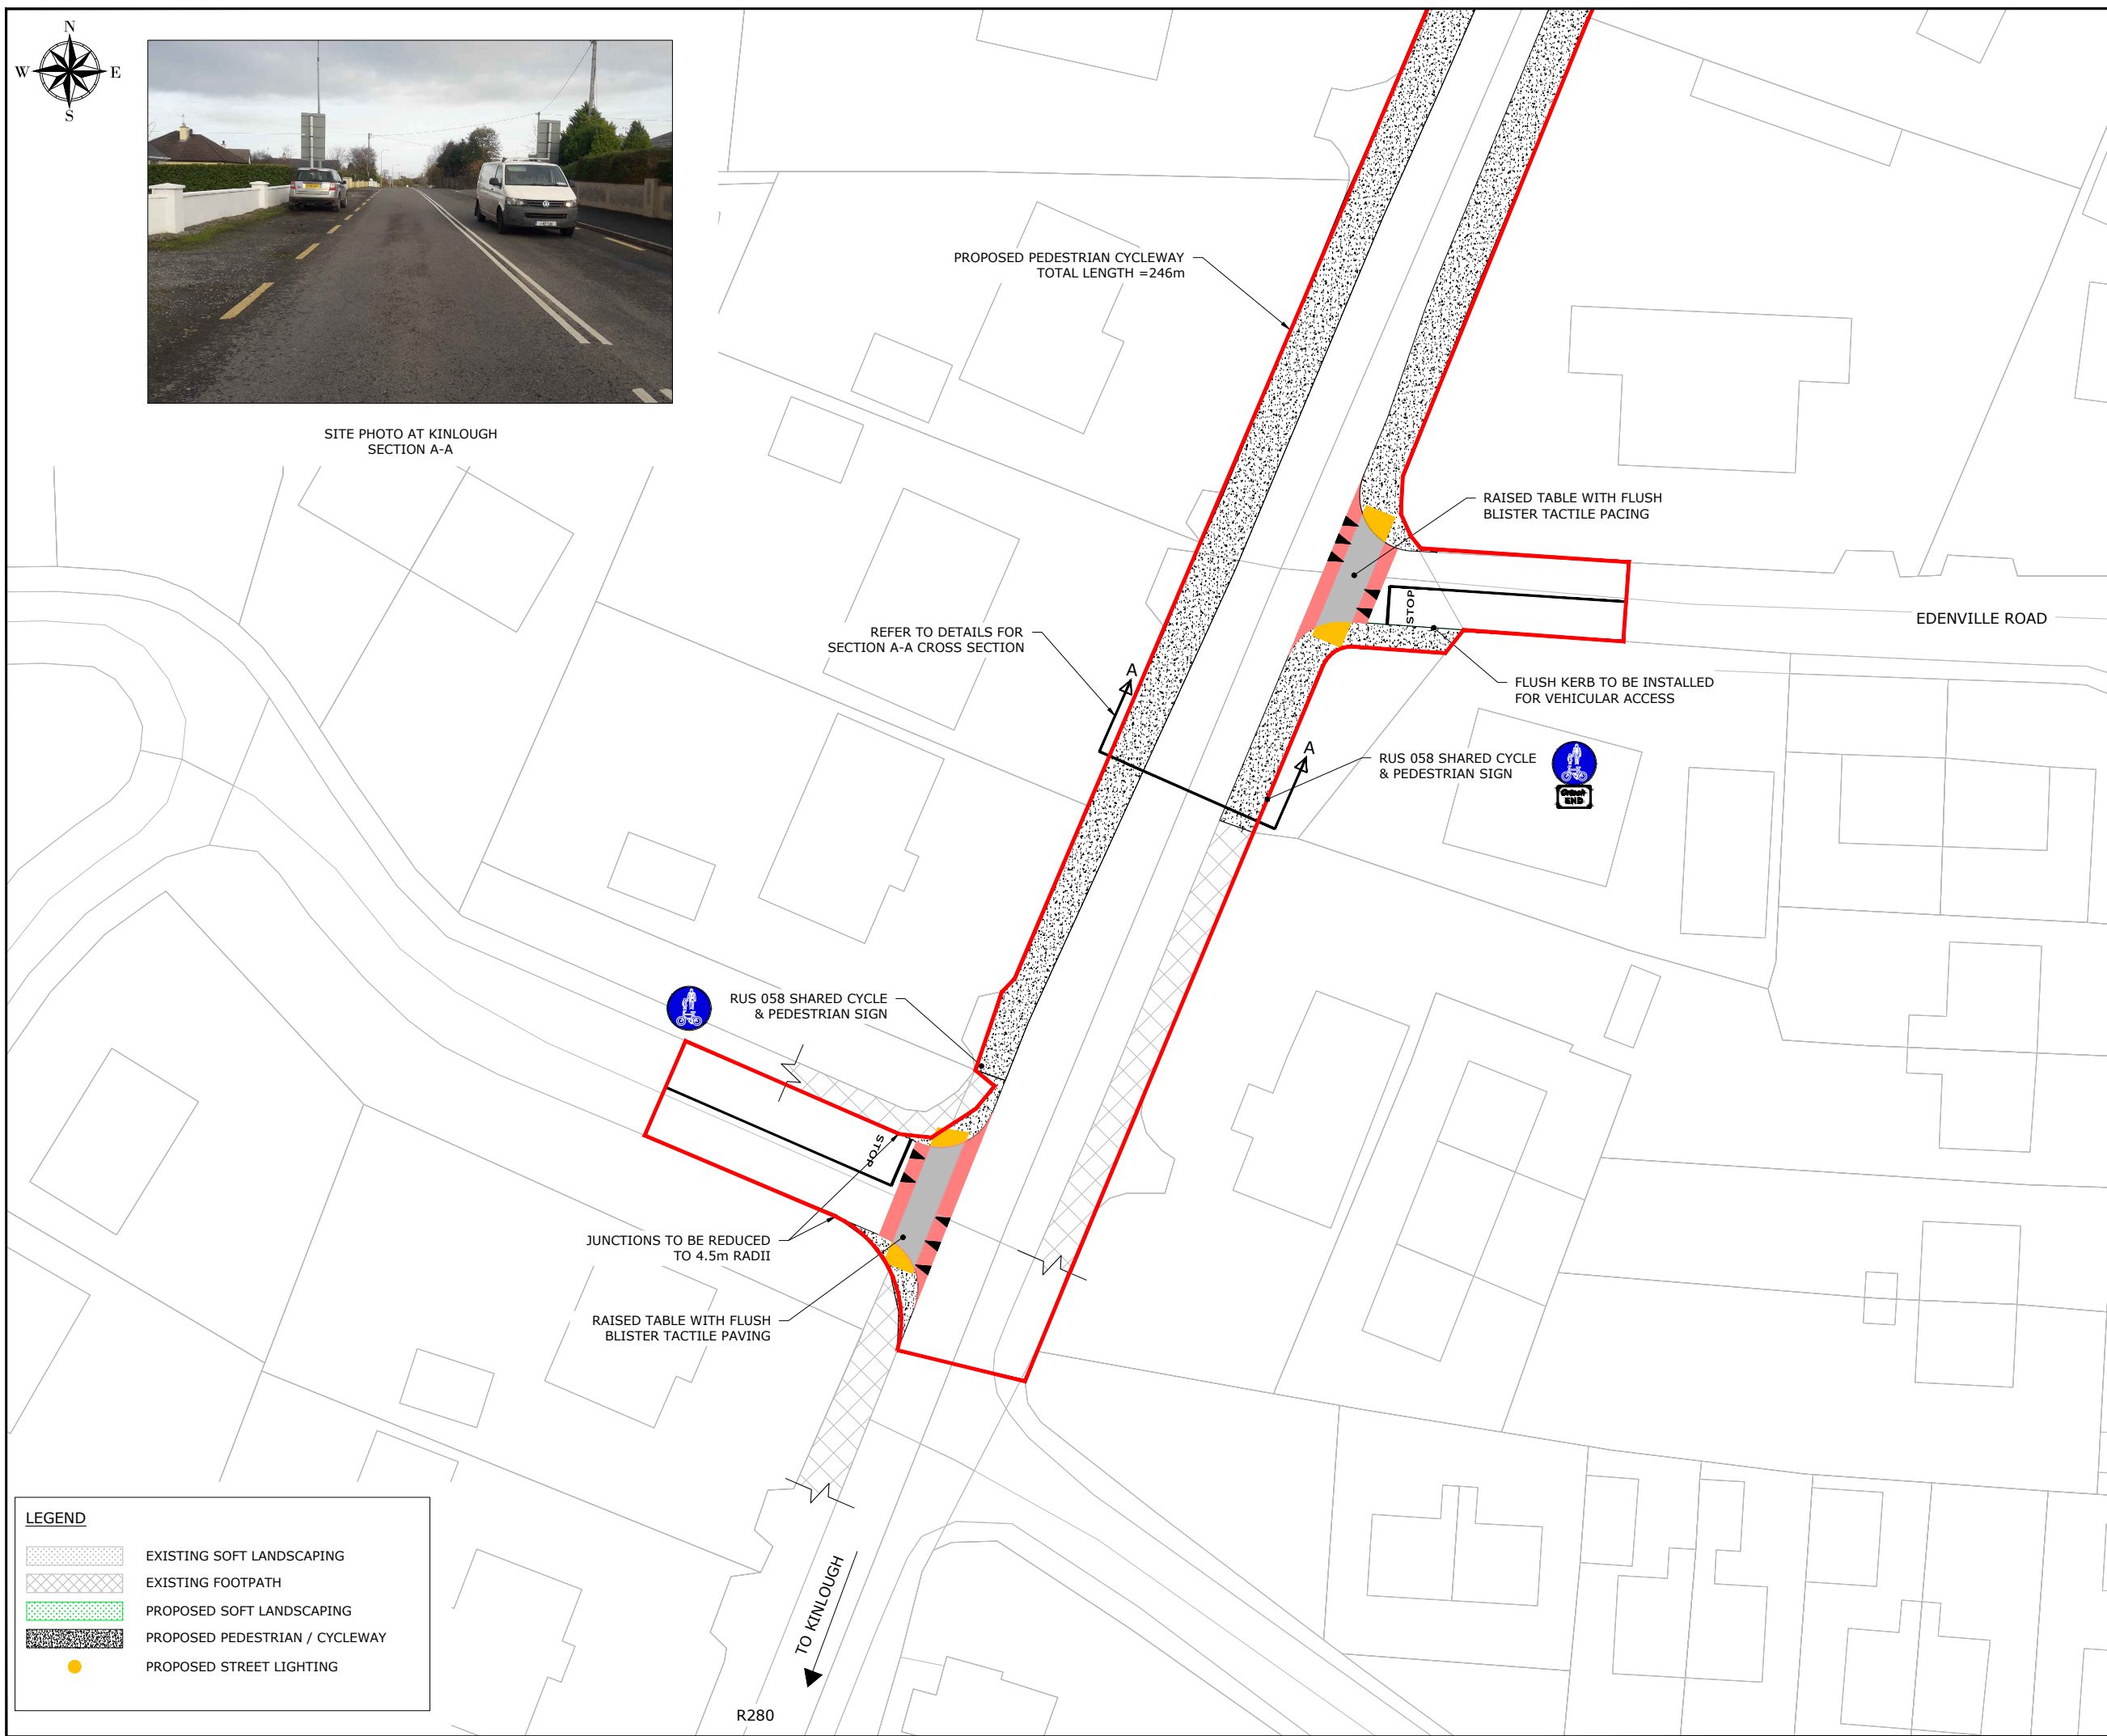 N
W
E
S
SITE PHOTO AT KINLOUGH
SECTION A-A
PROPOSED PEDESTRIAN CYCLEWAY
TOTAL LENGTH =246m
RAISED TABLE WITH FLUSH
BLISTER TACTILE PACING
STOP
EDENVILLE ROAD
REFER TO DETAILS FOR
SECTION A-A CROSS SECTION
A
FLUSH KERB TO BE INSTALLED
FOR VEHICULAR ACCESS
A
RUS 058 SHARED CYCLE
& PEDESTRIAN SIGN
END
RUS 058 SHARED CYCLE
& PEDESTRIAN SIGN
STOP
JUNCTIONS TO BE REDUCED
TO 4.5m RADII
RAISED TABLE WITH FLUSH
BLISTER TACTILE PAVING
LEGEND
EXISTING SOFT LANDSCAPING
EXISTING FOOTPATH
PROPOSED SOFT LANDSCAPING
PROPOSED PEDESTRIAN / CYCLEWAY
PROPOSED STREET LIGHTING
TO KINLOUGH
R280